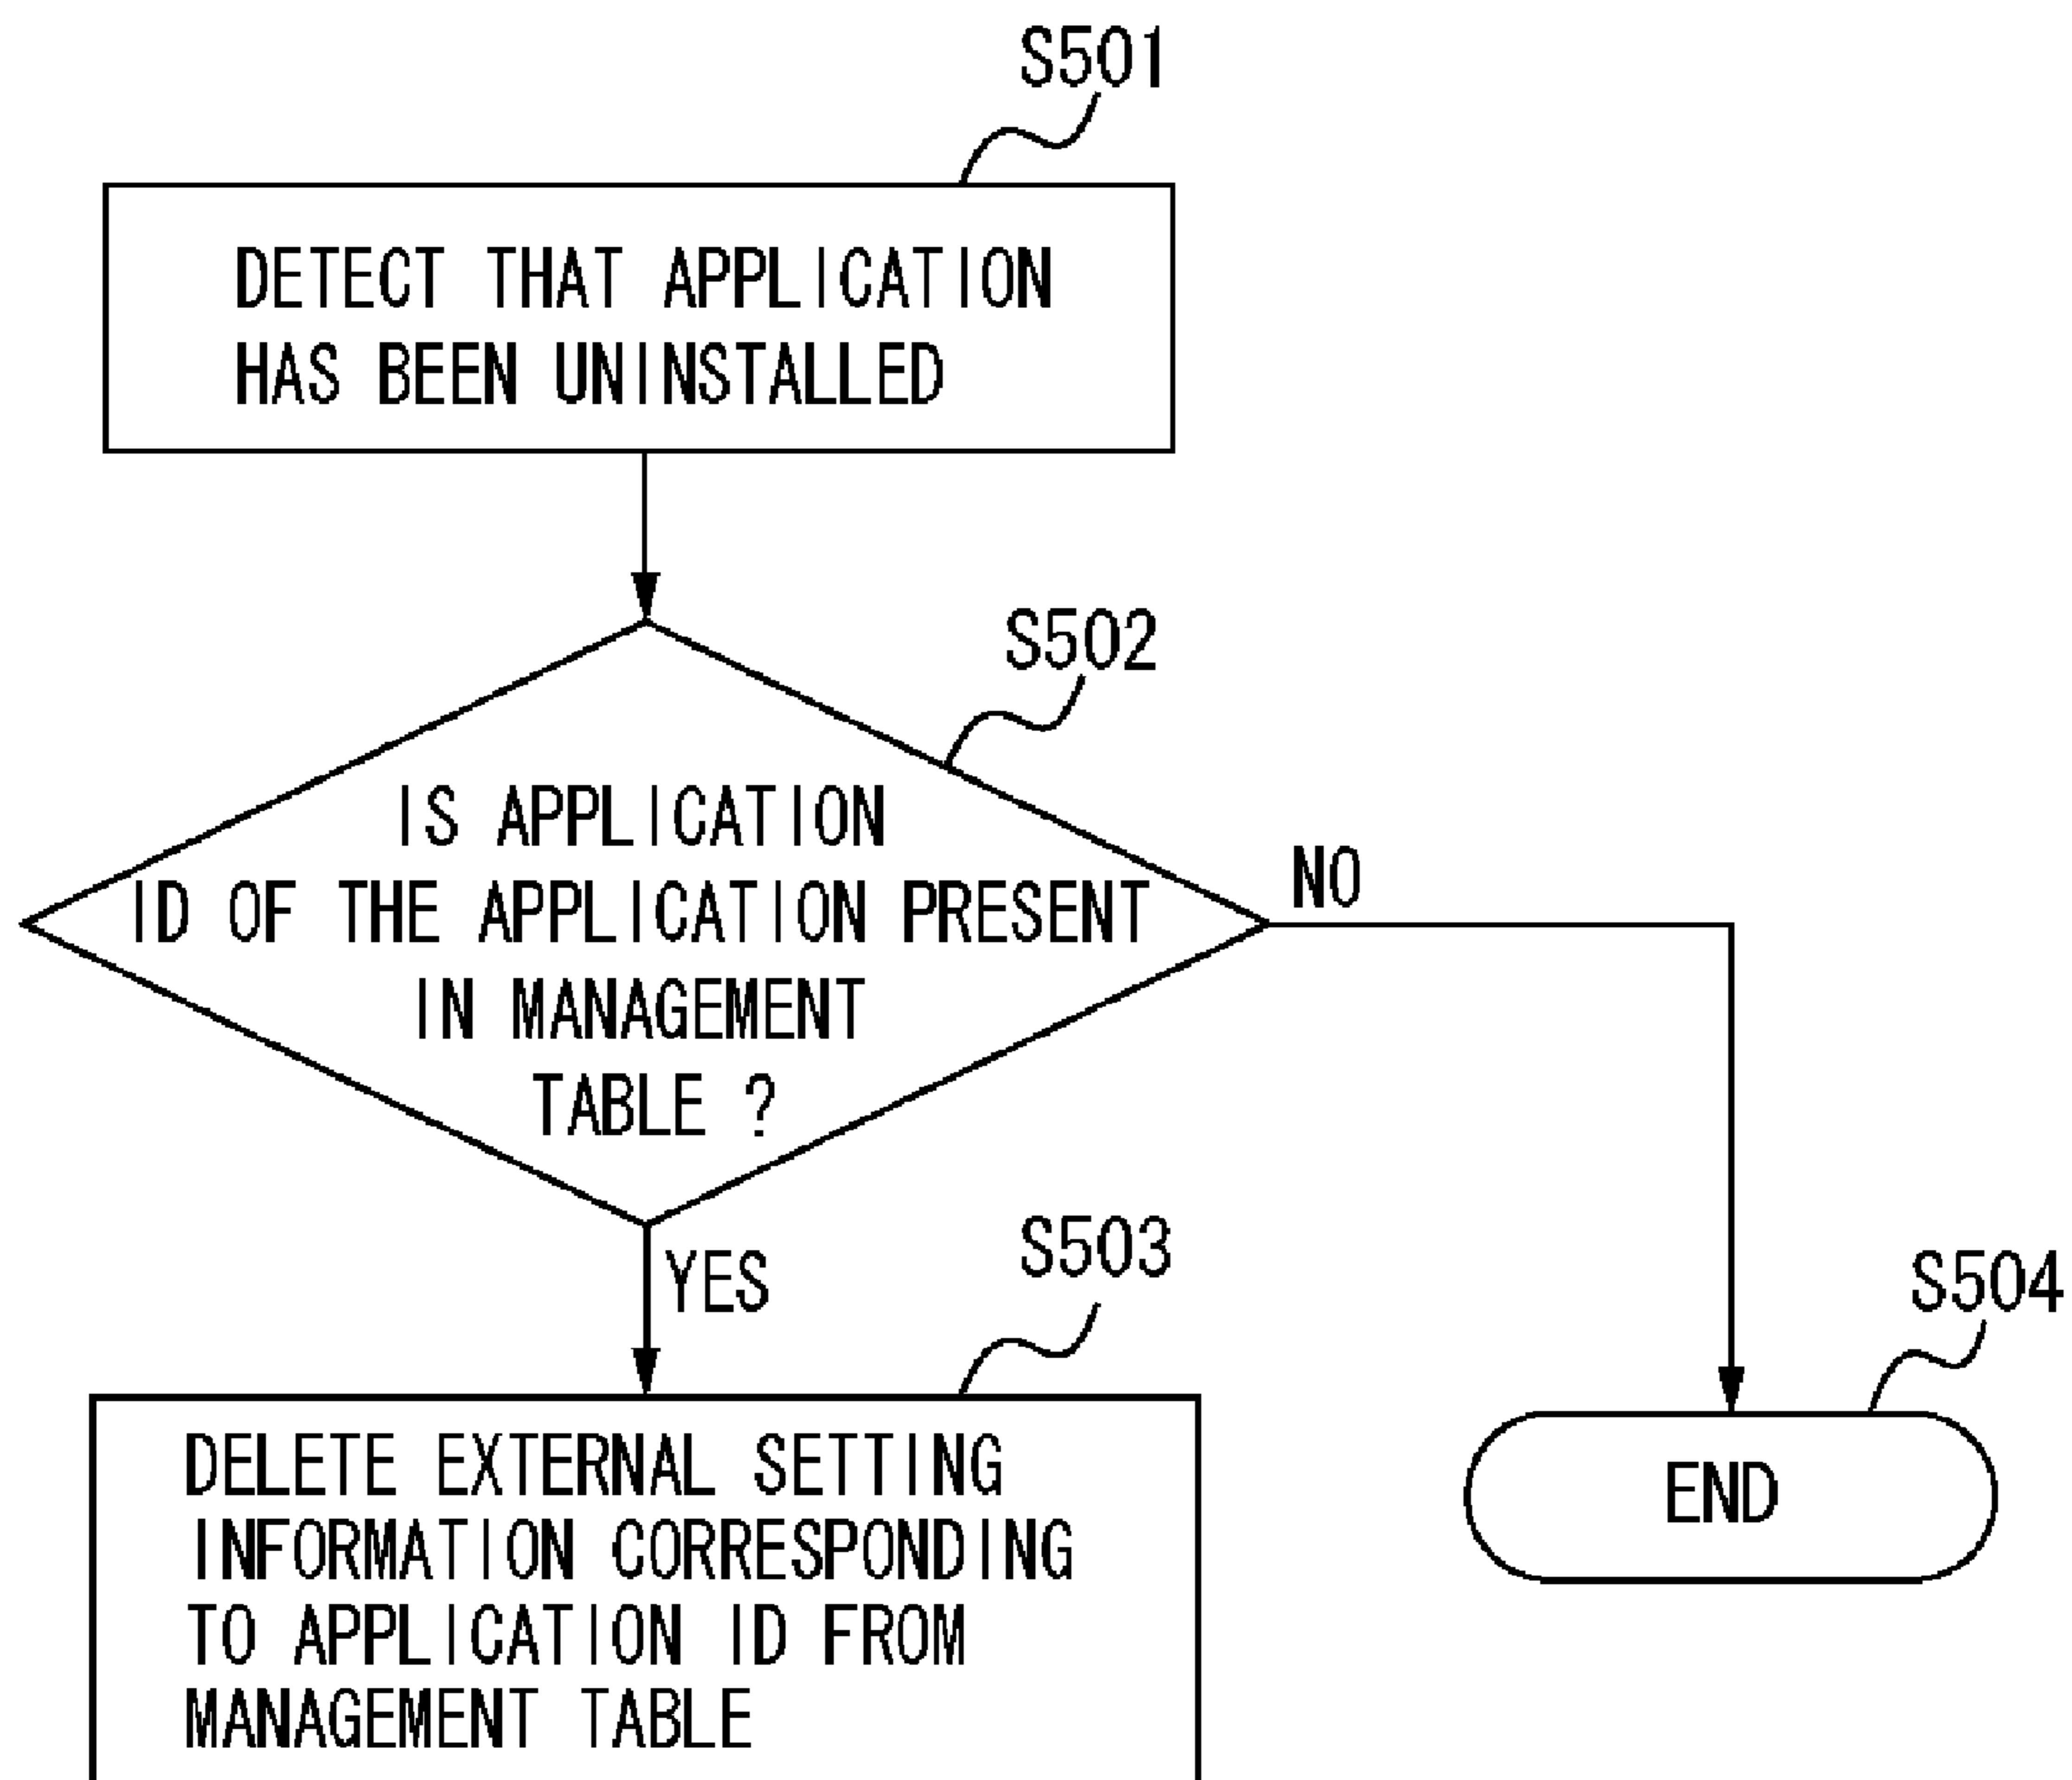 S501
DETECT THAT APPLICATION
HAS BEEN UNINSTALLED
S502
IS APPLICATION
ID OF THE APPLICATION PRESENT
IN MANAGEMENT
TABLE ?
NO
YES
S503
DELETE EXTERNAL SETTING
INFORMATION CORRESPONDING
TO APPLICATION ID FROM
MANAGEMENT TABLE
S504
END